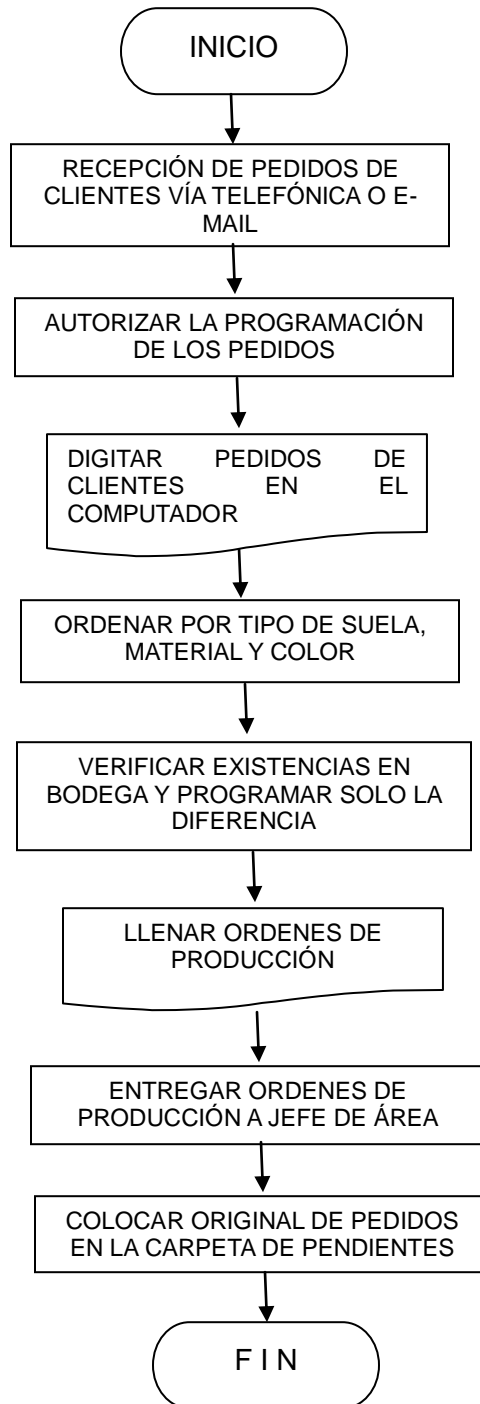 INICIO
RECEPCIÓN DE PEDIDOS DE
CLIENTES VÍA TELEFÓNICA O E-
MAIL
AUTORIZAR LA PROGRAMACIÓN
DE LOS PEDIDOS
DIGITAR PEDIDOS DE
CLIENTES EN EL
COMPUTADOR
ORDENAR POR TIPO DE SUELA,
MATERIAL Y COLOR
VERIFICAR EXISTENCIAS EN
BODEGA Y PROGRAMAR SOLO LA
DIFERENCIA
LLENAR ORDENES DE
PRODUCCIÓN
ENTREGAR ORDENES DE
PRODUCCIÓN A JEFE DE ÁREA
COLOCAR ORIGINAL DE PEDIDOS
EN LA CARPETA DE PENDIENTES
F I N